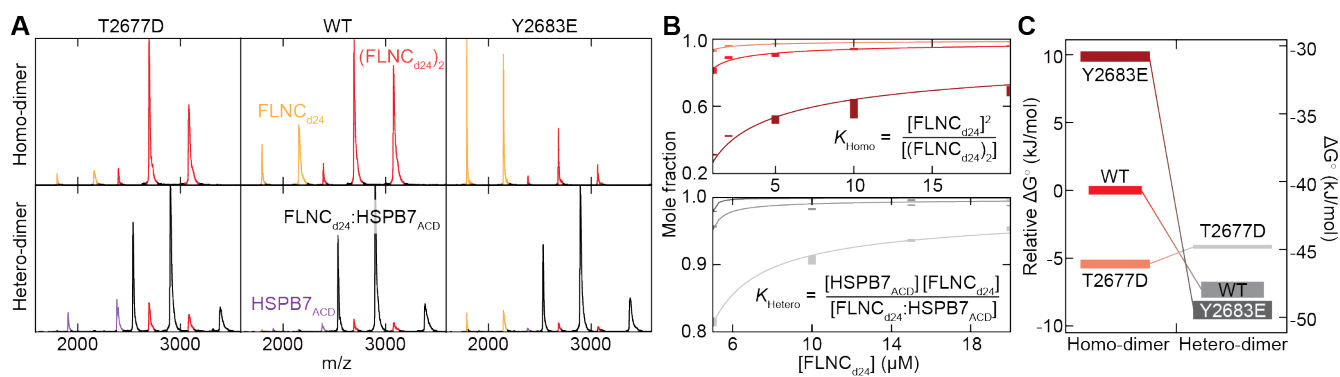 A
T2677D
WT
Y2683E
Homo-dimer
(FLNCd24)2
FLNCd24
Hetero-dimer
FLNCd24:HSPB7ACD
HSPB7ACD
2000
3000
2000
3000
2000
3000
m/z
B
Mole fraction
1.0
0.6
0.2
KHomo = [FLNCd24]2
[(FLNCd24)2]
5
10
15
1.0
0.9
0.8
KHetero = [HSPB7ACD] [FLNCd24]
[FLNCd24:HSPB7ACD]
6
10
14
18
[FLNCd24] (μM)
C
Relative ΔG° (kJ/mol)
10
5
0
-5
-10
Y2683E
WT
T2677D
T2677D
WT
Y2683E
-30
-35
-40
-45
-50
ΔG° (kJ/mol)
Homo-dimer
Hetero-dimer